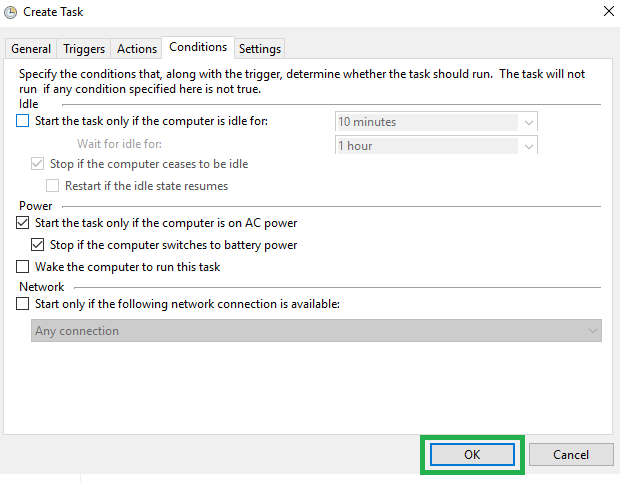 Create Task
General Triggers Actions Conditions Settings
Specify the conditions that, along with the trigger, determine whether the task should run. The task will not
run if any condition specified here is not true.
Idle
Start the task only if the computer is idle for: 10 minutes
Wait for idle for: 1 hour
Stop if the computer ceases to be idle
Restart if the idle state resumes
Power
Start the task only if the computer is on AC power
Stop if the computer switches to battery power
Wake the computer to run this task
Network
Start only if the following network connection is available:
Any connection
OK Cancel